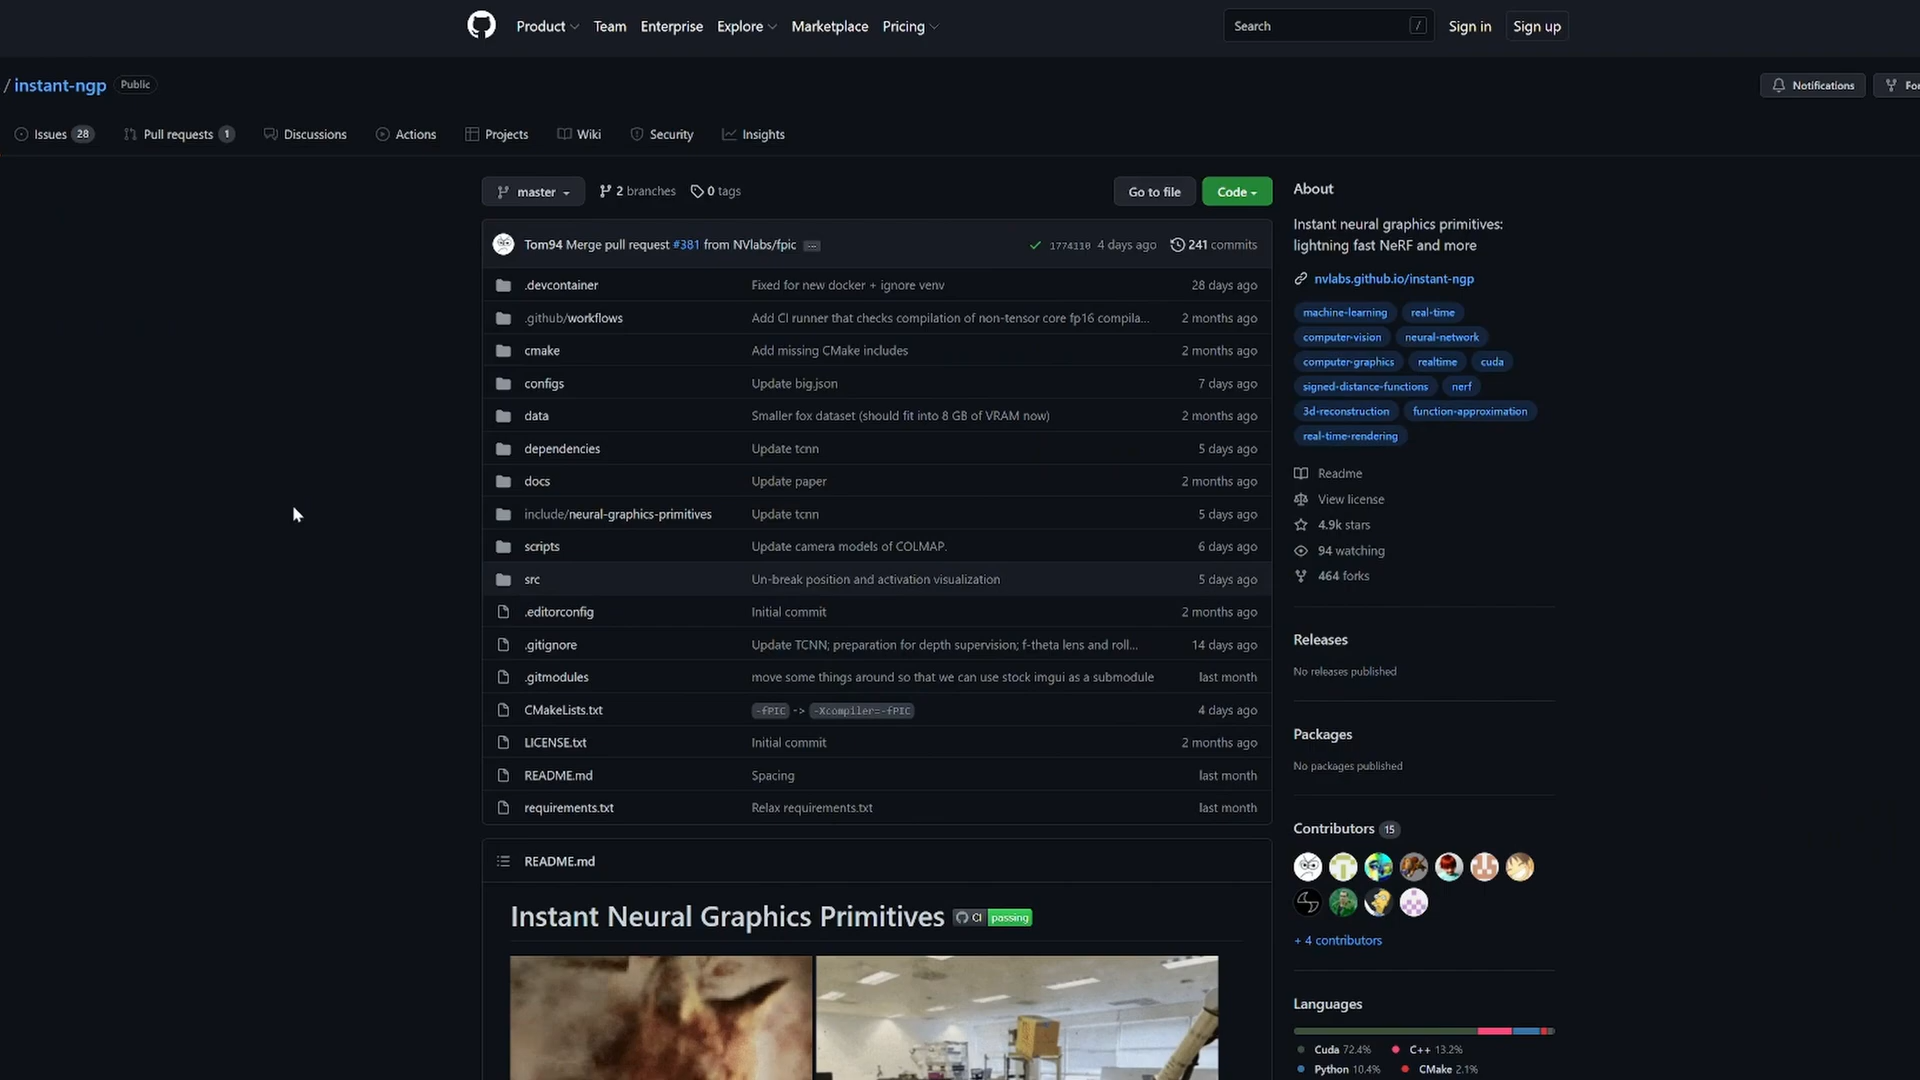 Product Team Enterprise Explore Marketplace Pricing Search / Sign in Sign up
/ instant-ngp Public Notifications
Issues 28 Pull requests 1 Discussions Actions Projects Wiki Security Insights
master 2 branches 0 tags Go to file Code
Tom94 Merge pull request #381 from NVlabs/fpic ... 1774110 4 days ago 241 commits
.devcontainer Fixed for new docker + ignore venv 28 days ago
.github/workflows Add CI runner that checks compilation of non-tensor core fp16 compila... 2 months ago
cmake Add missing CMake includes 2 months ago
configs Update big.json 7 days ago
data Smaller fox dataset (should fit into 8 GB of VRAM now) 2 months ago
dependencies Update tcnn 5 days ago
docs Update paper 2 months ago
include/neural-graphics-primitives Update tcnn 5 days ago
scripts Update camera models of COLMAP. 6 days ago
src Un-break position and activation visualization 5 days ago
.editorconfig Initial commit 2 months ago
.gitignore Update TCNN; preparation for depth supervision; f-theta lens and roll... 14 days ago
.gitmodules move some things around so that we can use stock imgui as a submodule last month
CMakeLists.txt -fPIC -> -Xcompiler=-fPIC 4 days ago
LICENSE.txt Initial commit 2 months ago
README.md Spacing last month
requirements.txt Relax requirements.txt last month
README.md
Instant Neural Graphics Primitives CI passing
About
Instant neural graphics primitives:
lightning fast NeRF and more
nvlabs.github.io/instant-ngp
machine-learning real-time
computer-vision neural-network
computer-graphics realtime cuda
signed-distance-functions nerf
3d-reconstruction function-approximation
real-time-rendering
Readme
View license
4.9k stars
94 watching
464 forks
Releases
No releases published
Packages
No packages published
Contributors 15
+ 4 contributors
Languages
Cuda 72.4% C++ 13.2%
Python 10.4% CMake 2.1%